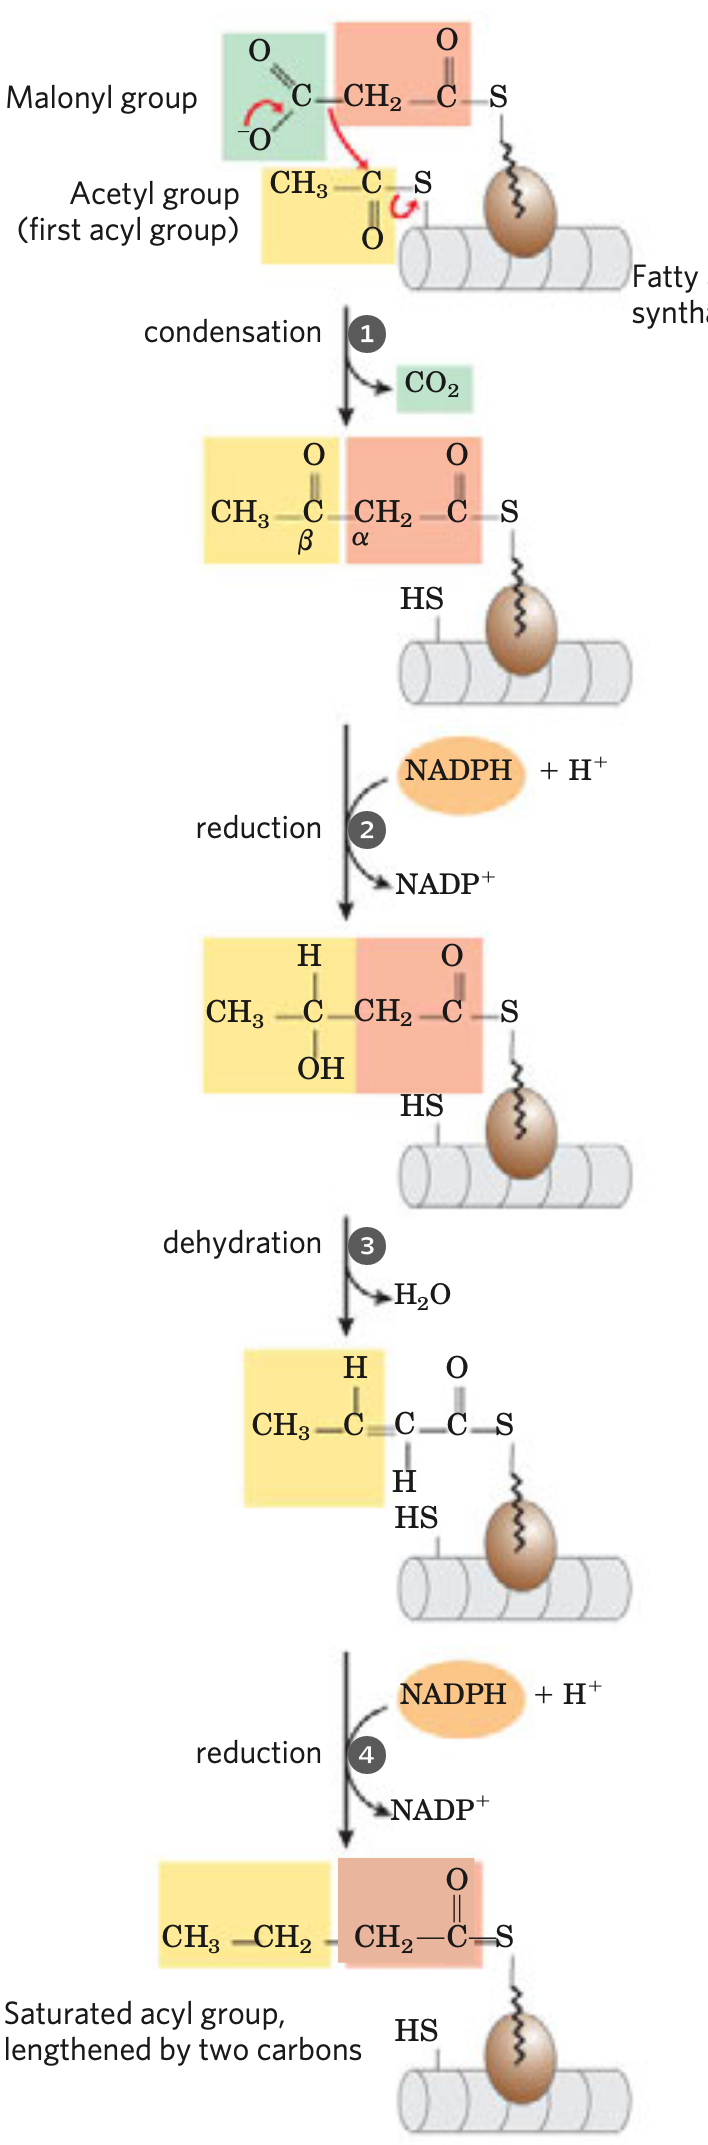 O O
Malonyl group C CH₂ C S
⁻O
CH₃ C S
Acetyl group
(first acyl group)
O
Fatty
condensation 1
CO₂
O O
CH₃ C CH₂ C S
β α
HS
NADPH + H⁺
reduction 2
NADP⁺
H O
CH₃ C CH₂ C S
OH
HS
dehydration 3
H₂O
H O
CH₃ C C C S
H
HS
NADPH + H⁺
reduction 4
NADP⁺
O
CH₃ CH₂ CH₂ C S
Saturated acyl group,
lengthened by two carbons
HS